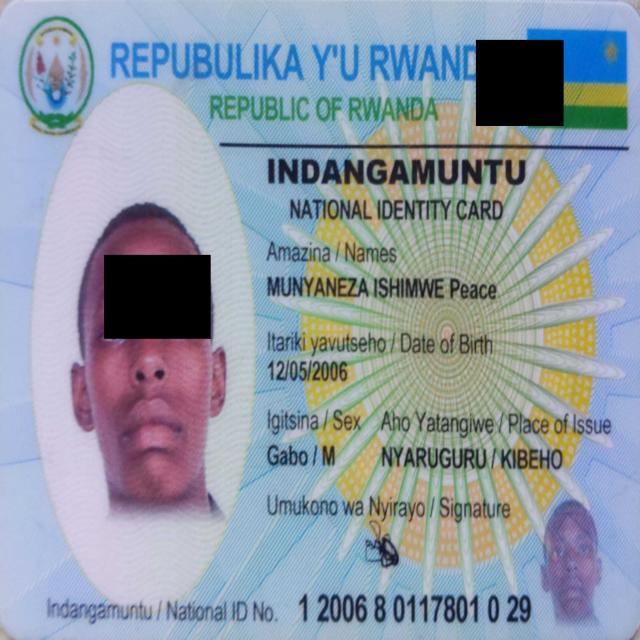 REPUBULIKA Y'U RWAND
REPUBLIC OF RWANDA
INDANGAMUNTU
NATIONAL IDENTITY CARD
Amazina / Names
MUNYANEZA ISHIMWE Peace
Itariki yavutseho / Date of Birth
12/05/2006
Igitsina / Sex Aho Yatangiwe / Place of Issue
Gabo / M NYARUGURU / KIBEHO
Umukono wa Nyirayo / Signature
Indangamuntu / National ID No. 1 2006 8 0117801 0 29